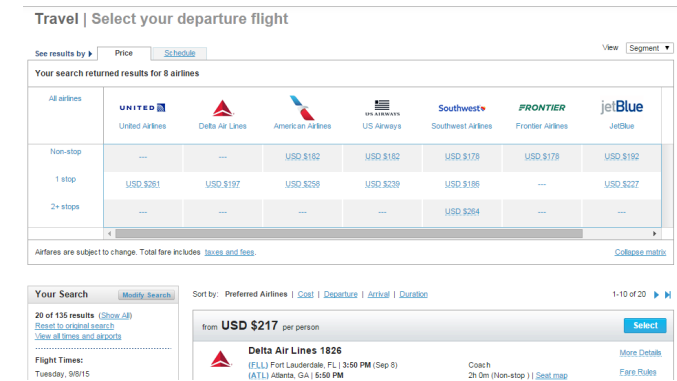 Travel | Select your departure flight
View Segment
See results by Price Schedule
Your search returned results for 8 airlines
All airlines UNITED US AIRWAYS Southwest FRONTIER jetBlue
United Airlines Delta Air Lines American Airlines US Airways Southwest Airlines Frontier Airlines JetBlue
Non-stop --- --- USD $182 USD $182 USD $178 USD $178 USD $192
1 stop USD $261 USD $197 USD $258 USD $239 USD $186 --- USD $227
2+ stops --- --- --- --- USD $264 --- ---
Airfares are subject to change. Total fare includes taxes and fees. Collapse matrix
Your Search Modify Search Sort by: Preferred Airlines | Cost | Departure | Arrival | Duration 1-10 of 20
20 of 135 results (Show All)
Reset to original search
View all times and airports
from USD $217 per person Select
Flight Times:
Tuesday, 9/8/15
Delta Air Lines 1826 More Details
(FLL) Fort Lauderdale, FL | 3:50 PM (Sep 8) Coach Fare Rules
(ATL) Atlanta, GA | 5:50 PM 2h 0m (Non-stop ) | Seat map